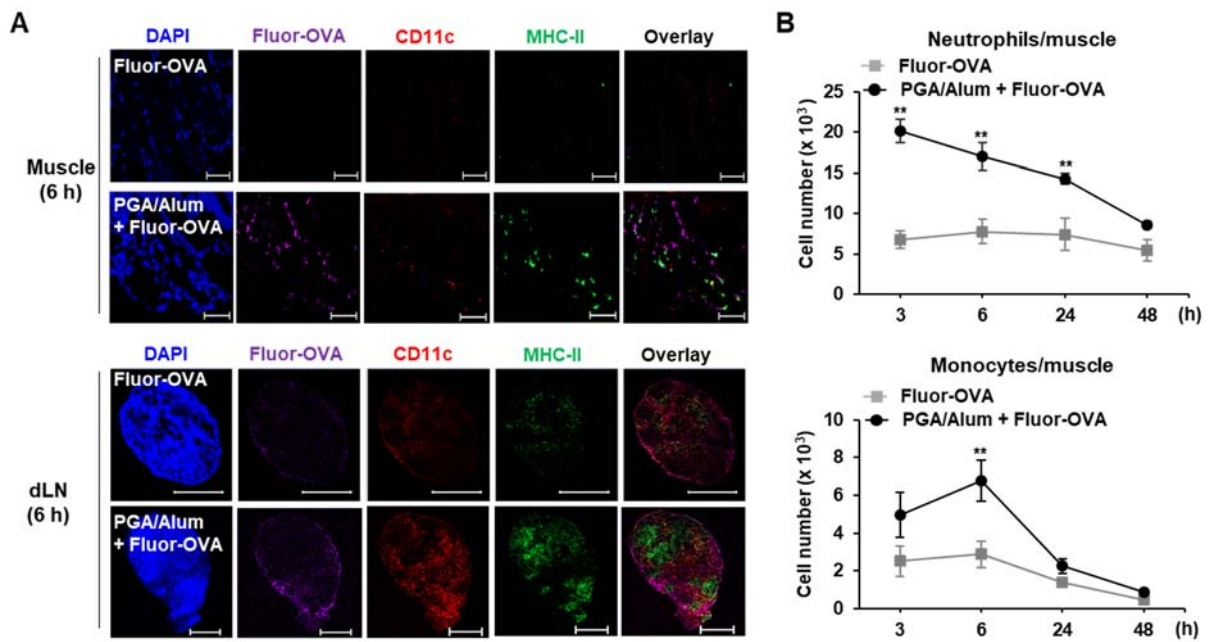 A
DAPI Fluor-OVA CD11c MHC-II Overlay
Fluor-OVA
Muscle
(6 h)
PGA/Alum
+ Fluor-OVA
DAPI Fluor-OVA CD11c MHC-II Overlay
Fluor-OVA
dLN
(6 h)
PGA/Alum
+ Fluor-OVA
B
Neutrophils/muscle
Fluor-OVA
PGA/Alum + Fluor-OVA
Cell number (x 10³)
25
20
15
10
5
0
** ** **
3 6 24 48 (h)
Monocytes/muscle
Fluor-OVA
PGA/Alum + Fluor-OVA
Cell number (x 10³)
10
8
6
4
2
0
**
3 6 24 48 (h)